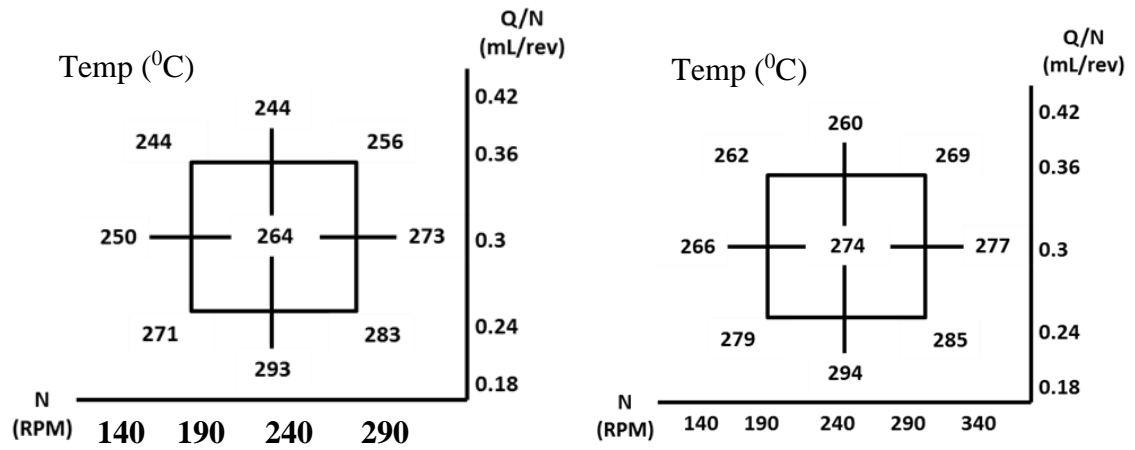 Q/N
(mL/rev)
Temp (⁰C)
0.42
244
244
256
0.36
250
264
273
0.3
271
283
0.24
293
0.18
N
(RPM)
140 190 240 290
Q/N
(mL/rev)
Temp (⁰C)
0.42
260
262
269
0.36
266
274
277
0.3
279
285
0.24
294
0.18
N
(RPM)
140 190 240 290 340